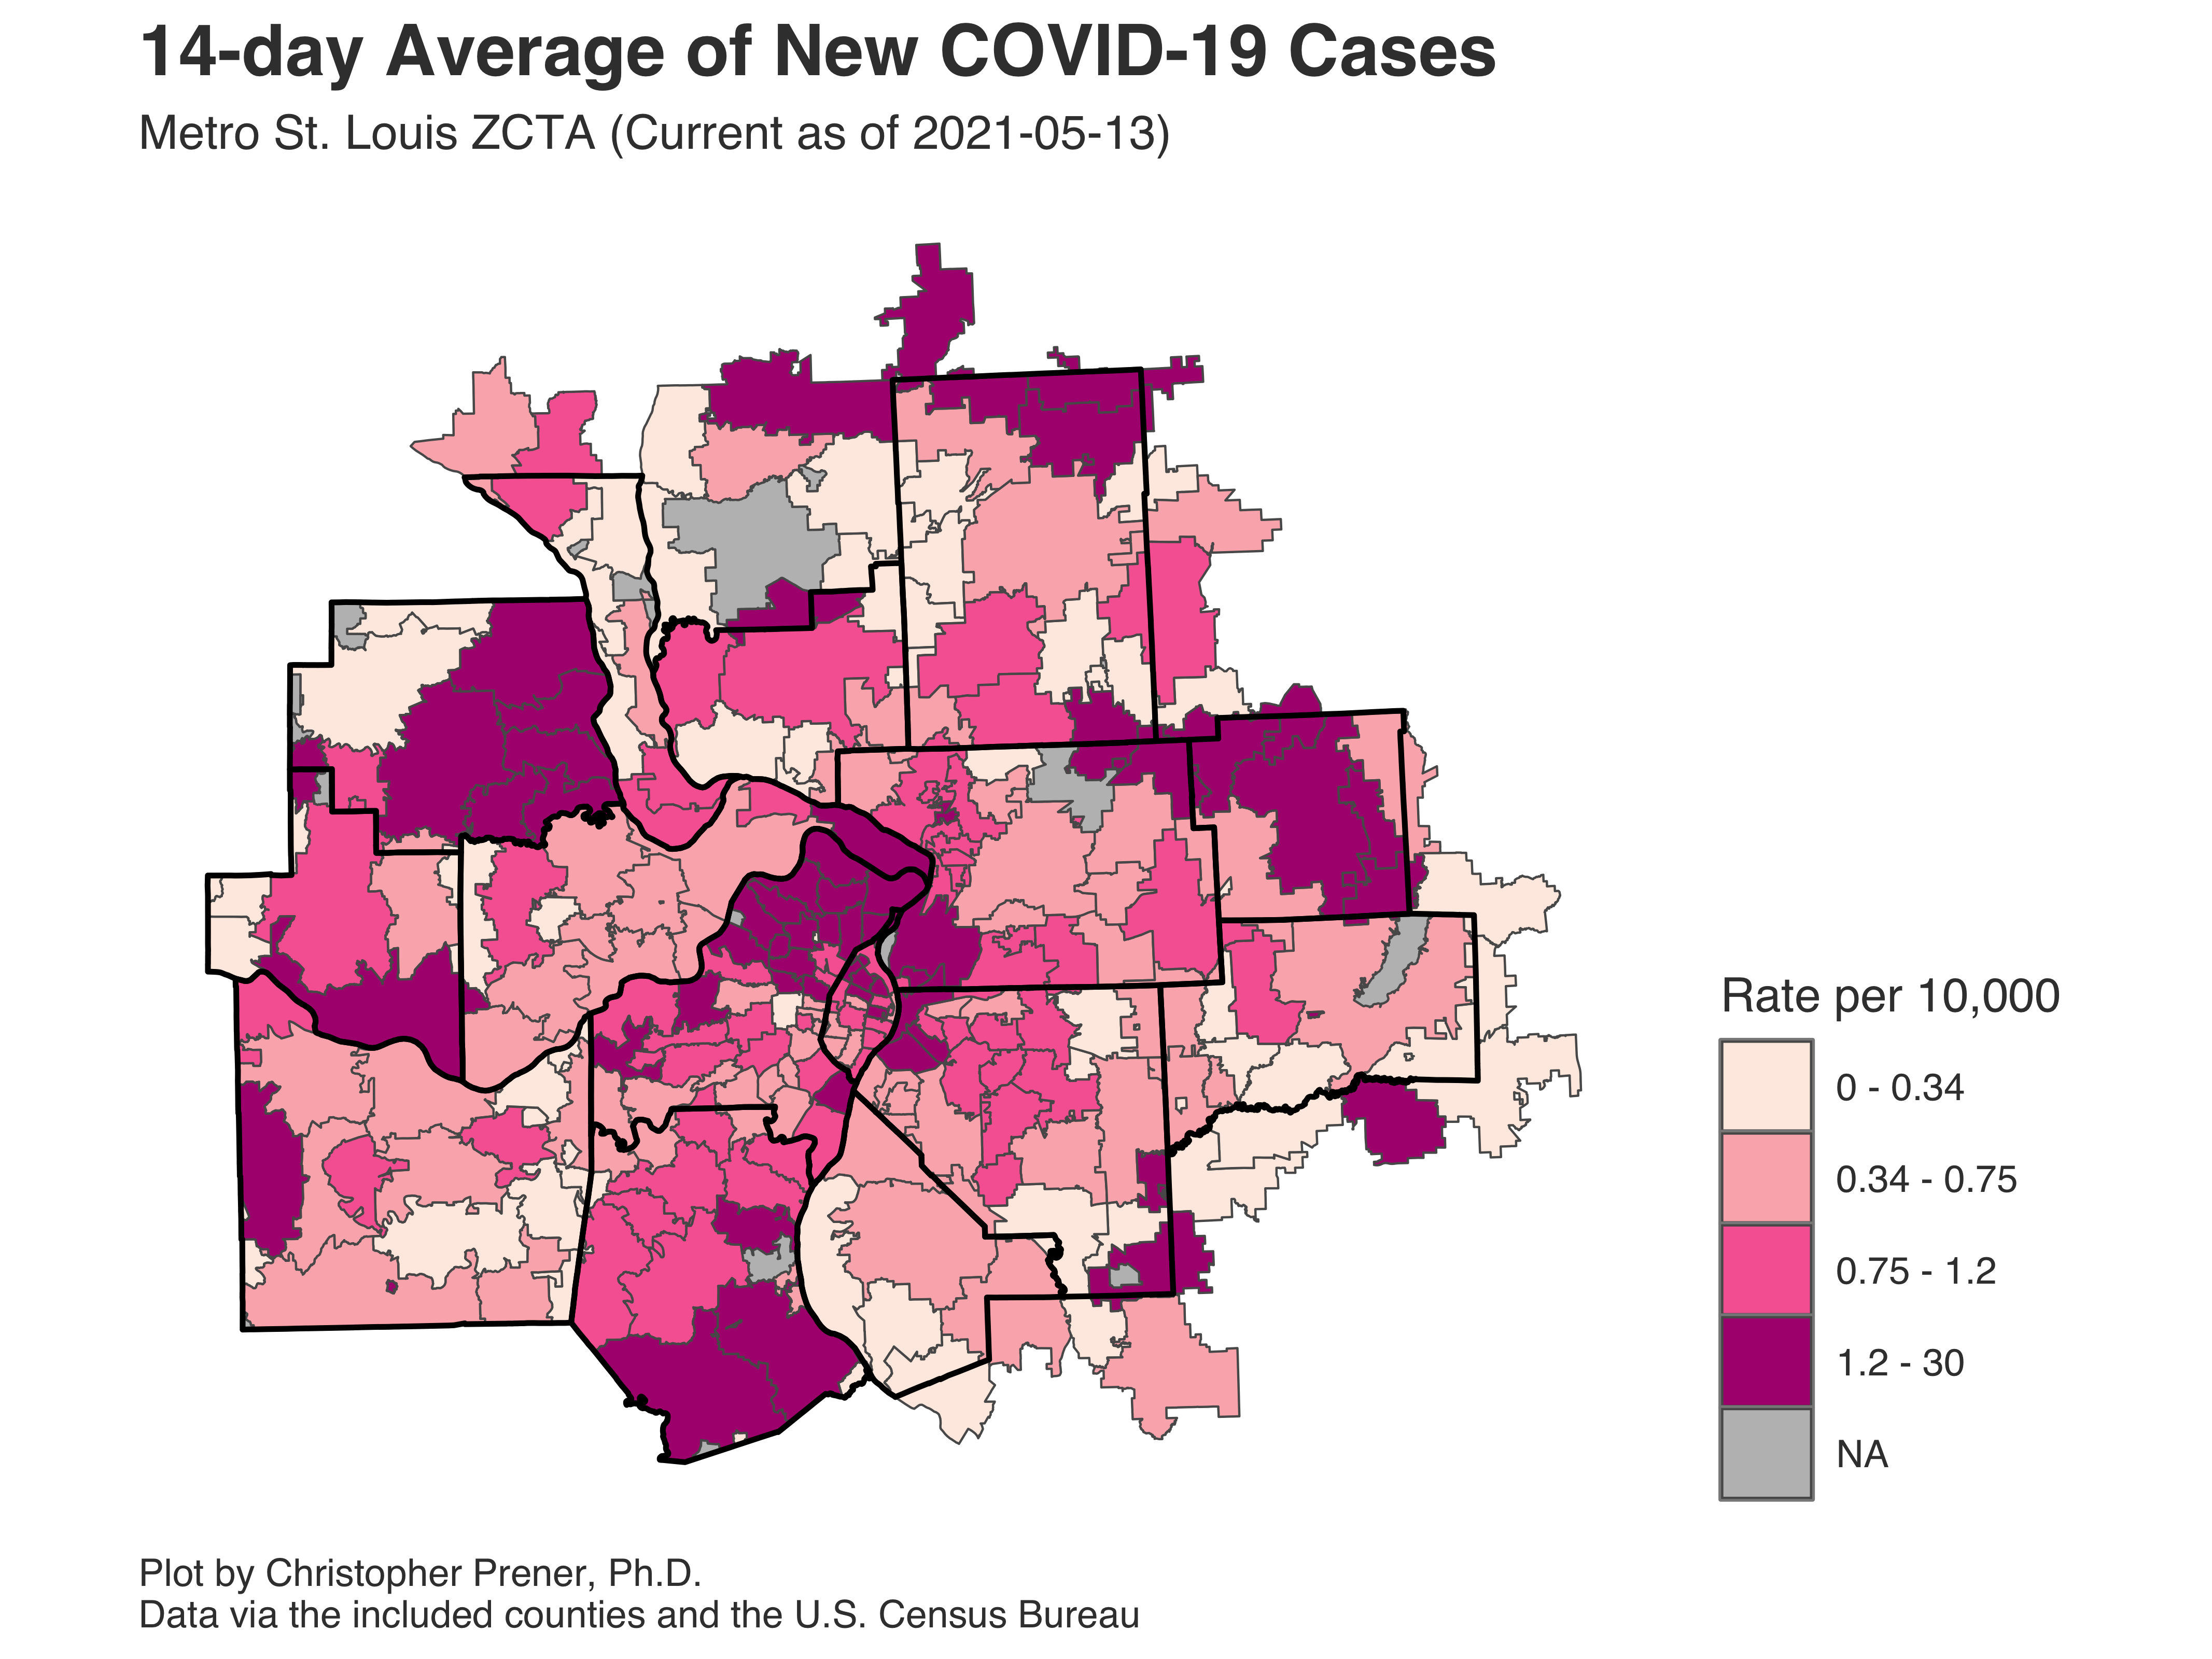 14-day Average of New COVID-19 Cases
Metro St. Louis ZCTA (Current as of 2021-05-13)
Rate per 10,000
0 - 0.34
0.34 - 0.75
0.75 - 1.2
1.2 - 30
NA
Plot by Christopher Prener, Ph.D.
Data via the included counties and the U.S. Census Bureau